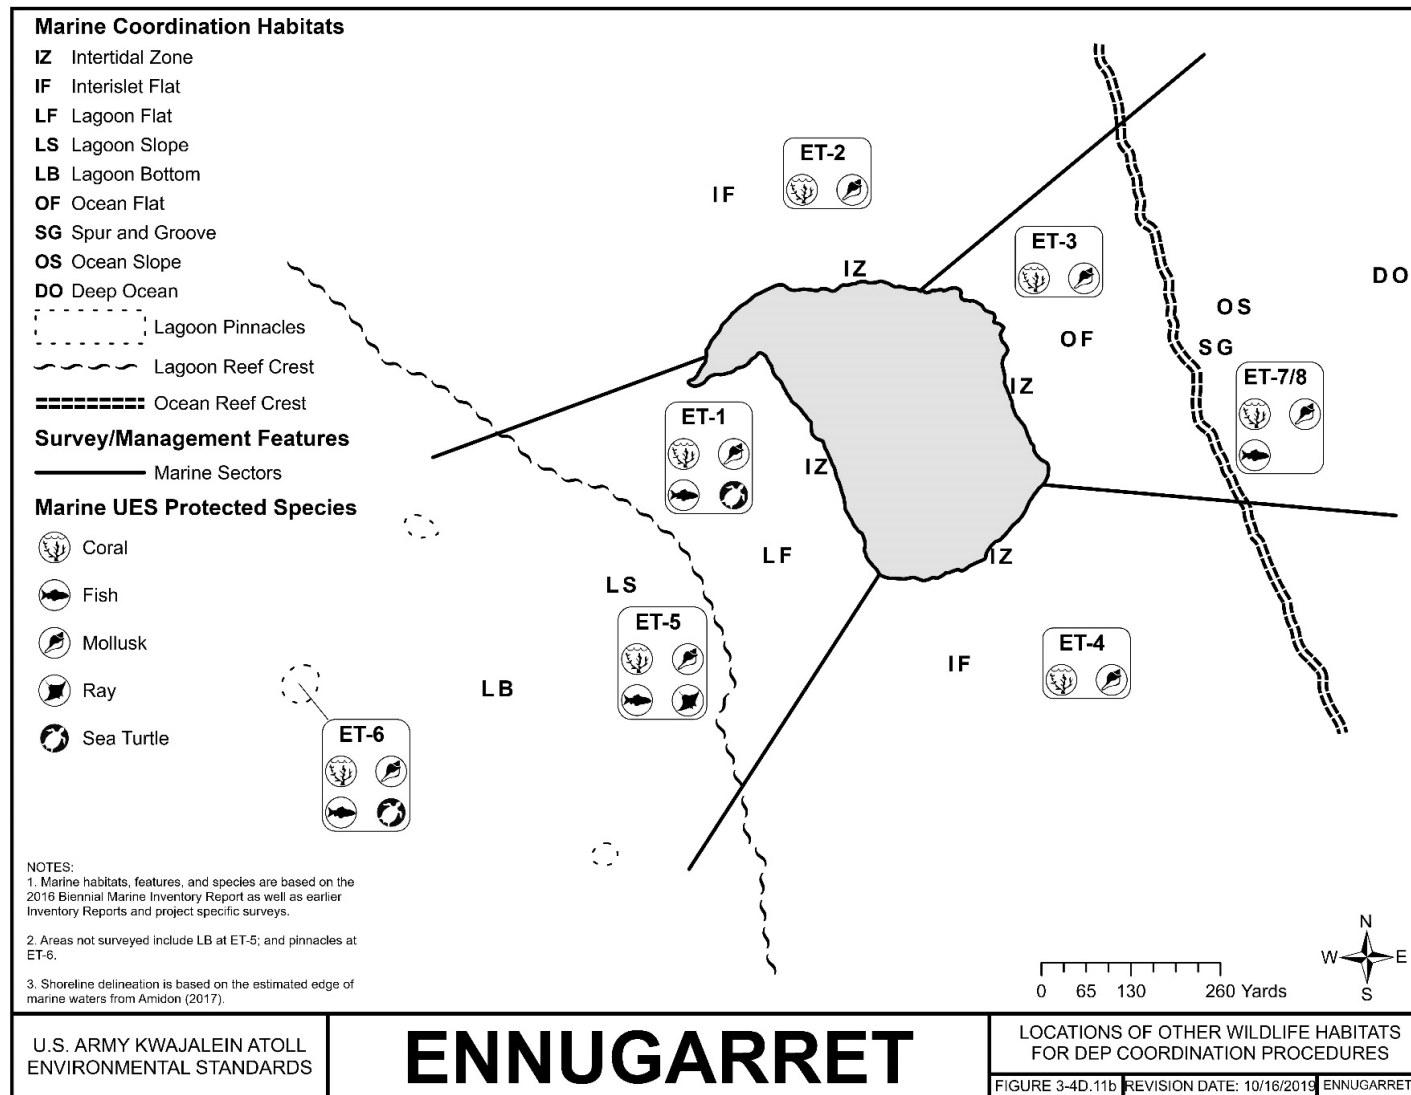 Marine Coordination Habitats
IZ Intertidal Zone
IF Interislet Flat
LF Lagoon Flat
LS Lagoon Slope
LB Lagoon Bottom
OF Ocean Flat
SG Spur and Groove
OS Ocean Slope
DO Deep Ocean
Lagoon Pinnacles
Lagoon Reef Crest
Ocean Reef Crest
Survey/Management Features
Marine Sectors
Marine UES Protected Species
Coral
Fish
Mollusk
Ray
Sea Turtle
ET-2
IF
IZ
ET-3
OF
IZ
DO
OS
SG
ET-7/8
ET-1
IZ
LF
IZ
LS
ET-5
LB
ET-6
IF
ET-4
NOTES:
1. Marine habitats, features, and species are based on the
2016 Biennial Marine Inventory Report as well as earlier
Inventory Reports and project specific surveys.
2. Areas not surveyed include LB at ET-5; and pinnacles at
ET-6.
3. Shoreline delineation is based on the estimated edge of
marine waters from Amidon (2017).
0 65 130 260 Yards
N
W E
S
U.S. ARMY KWAJALEIN ATOLL
ENVIRONMENTAL STANDARDS
ENNUGARRET
LOCATIONS OF OTHER WILDLIFE HABITATS
FOR DEP COORDINATION PROCEDURES
FIGURE 3-4D.11b REVISION DATE: 10/16/2019 ENNUGARRET